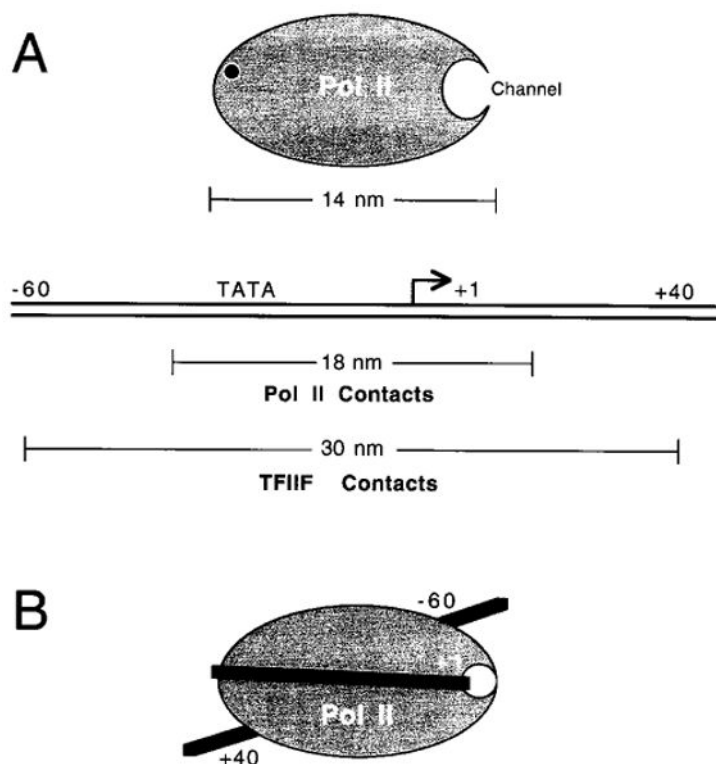 A
Pol II
Channel
14 nm
-60 TATA +1 +40
18 nm
Pol II Contacts
30 nm
TFIIF Contacts
B
-60
+1
Pol II
+40